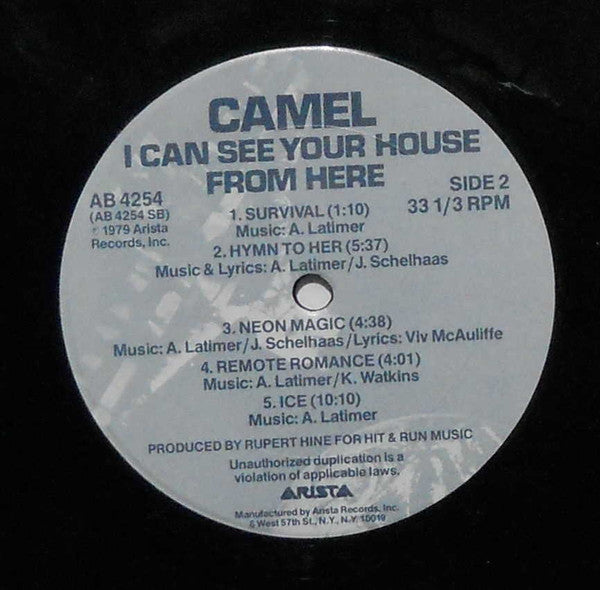 CAMEL
I CAN SEE YOUR HOUSE
FROM HERE
AB 4254
(AB 4254 SB)
℗ 1979 Arista
Records, Inc.
SIDE 2
33 1/3 RPM
1. SURVIVAL (1:10)
Music: A. Latimer
2. HYMN TO HER (5:37)
Music & Lyrics: A. Latimer/J. Schelhaas
3. NEON MAGIC (4:38)
Music: A. Latimer/J. Schelhaas/Lyrics: Viv McAuliffe
4. REMOTE ROMANCE (4:01)
Music: A. Latimer/K. Watkins
5. ICE (10:10)
Music: A. Latimer
PRODUCED BY RUPERT HINE FOR HIT & RUN MUSIC
Unauthorized duplication is a
violation of applicable laws.
ARISTA
Manufactured by Arista Records, Inc.
6 West 57th St., N.Y., N.Y. 10019